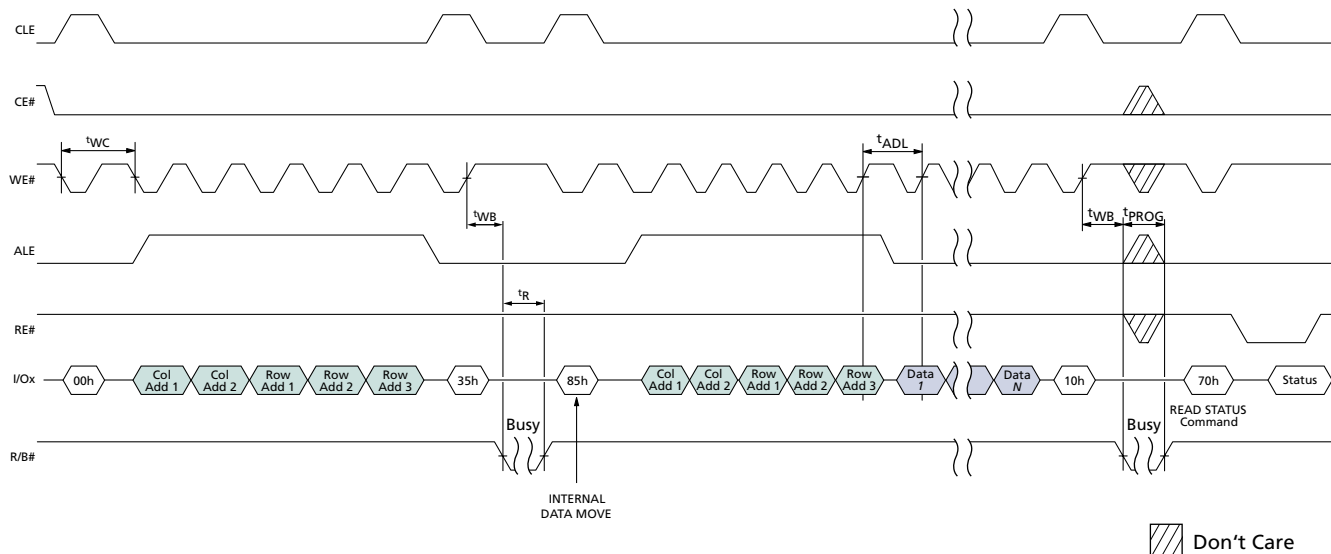 CLE
CE#
tWC
tADL
WE#
tWB
tWB
tPROG
ALE
tR
RE#
I/Ox
00h
Col Add 1
Col Add 2
Row Add 1
Row Add 2
Row Add 3
35h
85h
Col Add 1
Col Add 2
Row Add 1
Row Add 2
Row Add 3
Data 1
Data N
10h
70h
Status
READ STATUS
Command
Busy
Busy
R/B#
INTERNAL
DATA MOVE
Don't Care